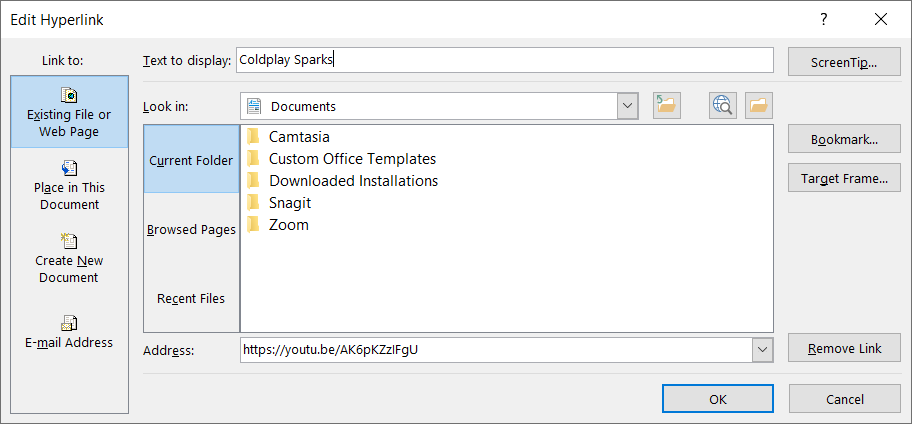 Edit Hyperlink
?
Link to:
Text to display:
Coldplay Sparks
ScreenTip...
Existing File or
Web Page
Look in:
Documents
Current Folder
Camtasia
Custom Office Templates
Downloaded Installations
Snagit
Zoom
Bookmark...
Target Frame...
Place in This
Document
Browsed Pages
Create New
Document
Recent Files
E-mail Address
Address:
https://youtu.be/AK6pKZzIFgU
Remove Link
OK
Cancel